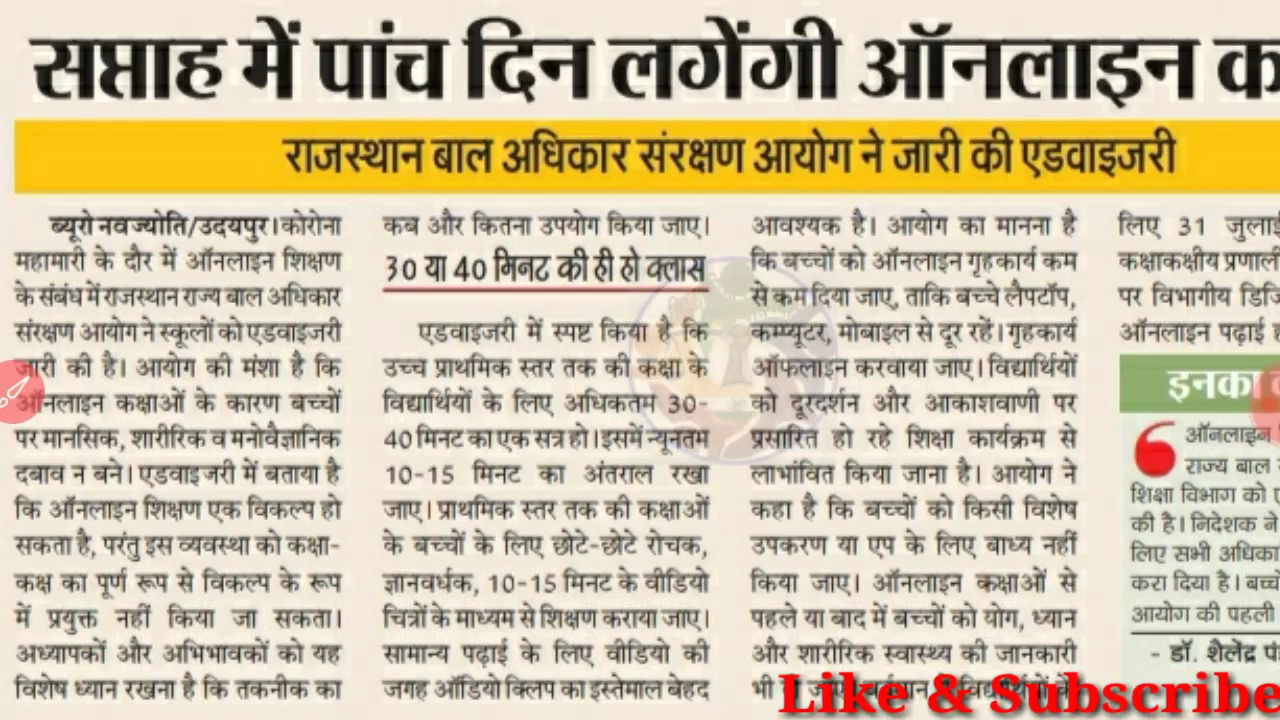 सप्ताह में पांच दिन लगेंगी ऑनलाइन क
राजस्थान बाल अधिकार संरक्षण आयोग ने जारी की एडवाइजरी
ब्यूरो नवज्योति/उदयपुर। कोरोना
महामारी के दौर में ऑनलाइन शिक्षण
के संबंध में राजस्थान राज्य बाल अधिकार
संरक्षण आयोग ने स्कूलों को एडवाइजरी
जारी की है। आयोग की मंशा है कि
ऑनलाइन कक्षाओं के कारण बच्चों
पर मानसिक, शारीरिक व मनोवैज्ञानिक
दबाव न बने। एडवाइजरी में बताया है
कि ऑनलाइन शिक्षण एक विकल्प हो
सकता है, परंतु इस व्यवस्था को कक्षा-
कक्ष का पूर्ण रूप से विकल्प के रूप
में प्रयुक्त नहीं किया जा सकता।
अध्यापकों और अभिभावकों को यह
विशेष ध्यान रखना है कि तकनीक का
कब और कितना उपयोग किया जाए।
30 या 40 मिनट की ही हो क्लास
एडवाइजरी में स्पष्ट किया है कि
उच्च प्राथमिक स्तर तक की कक्षा के
विद्यार्थियों के लिए अधिकतम 30-
40 मिनट का एक सत्र हो। इसमें न्यूनतम
10-15 मिनट का अंतराल रखा
जाए। प्राथमिक स्तर तक की कक्षाओं
के बच्चों के लिए छोटे-छोटे रोचक,
ज्ञानवर्धक, 10-15 मिनट के वीडियो
चित्रों के माध्यम से शिक्षण कराया जाए।
सामान्य पढ़ाई के लिए वीडियो की
जगह ऑडियो क्लिप का इस्तेमाल बेहद
आवश्यक है। आयोग का मानना है
कि बच्चों को ऑनलाइन गृहकार्य कम
से कम दिया जाए, ताकि बच्चे लैपटॉप,
कम्प्यूटर, मोबाइल से दूर रहें। गृहकार्य
ऑफलाइन करवाया जाए। विद्यार्थियों
को दूरदर्शन और आकाशवाणी पर
प्रसारित हो रहे शिक्षा कार्यक्रम से
लाभांवित किया जाना है। आयोग ने
कहा है कि बच्चों को किसी विशेष
उपकरण या एप के लिए बाध्य नहीं
किया जाए। ऑनलाइन कक्षाओं से
पहले या बाद में बच्चों को योग, ध्यान
और शारीरिक स्वास्थ्य की जानकारी
भी
लिए 31 जुलाई
कक्षाकक्षीय प्रणाली
पर विभागीय डिजि
ऑनलाइन पढ़ाई
इनका
ऑनलाइन
राज्य बाल
शिक्षा विभाग को
की है। निदेशक ने
लिए सभी अधिका
करा दिया है। बच्चो
आयोग की पहली
- डॉ. शैलेंद्र पं
Like & Subscribe